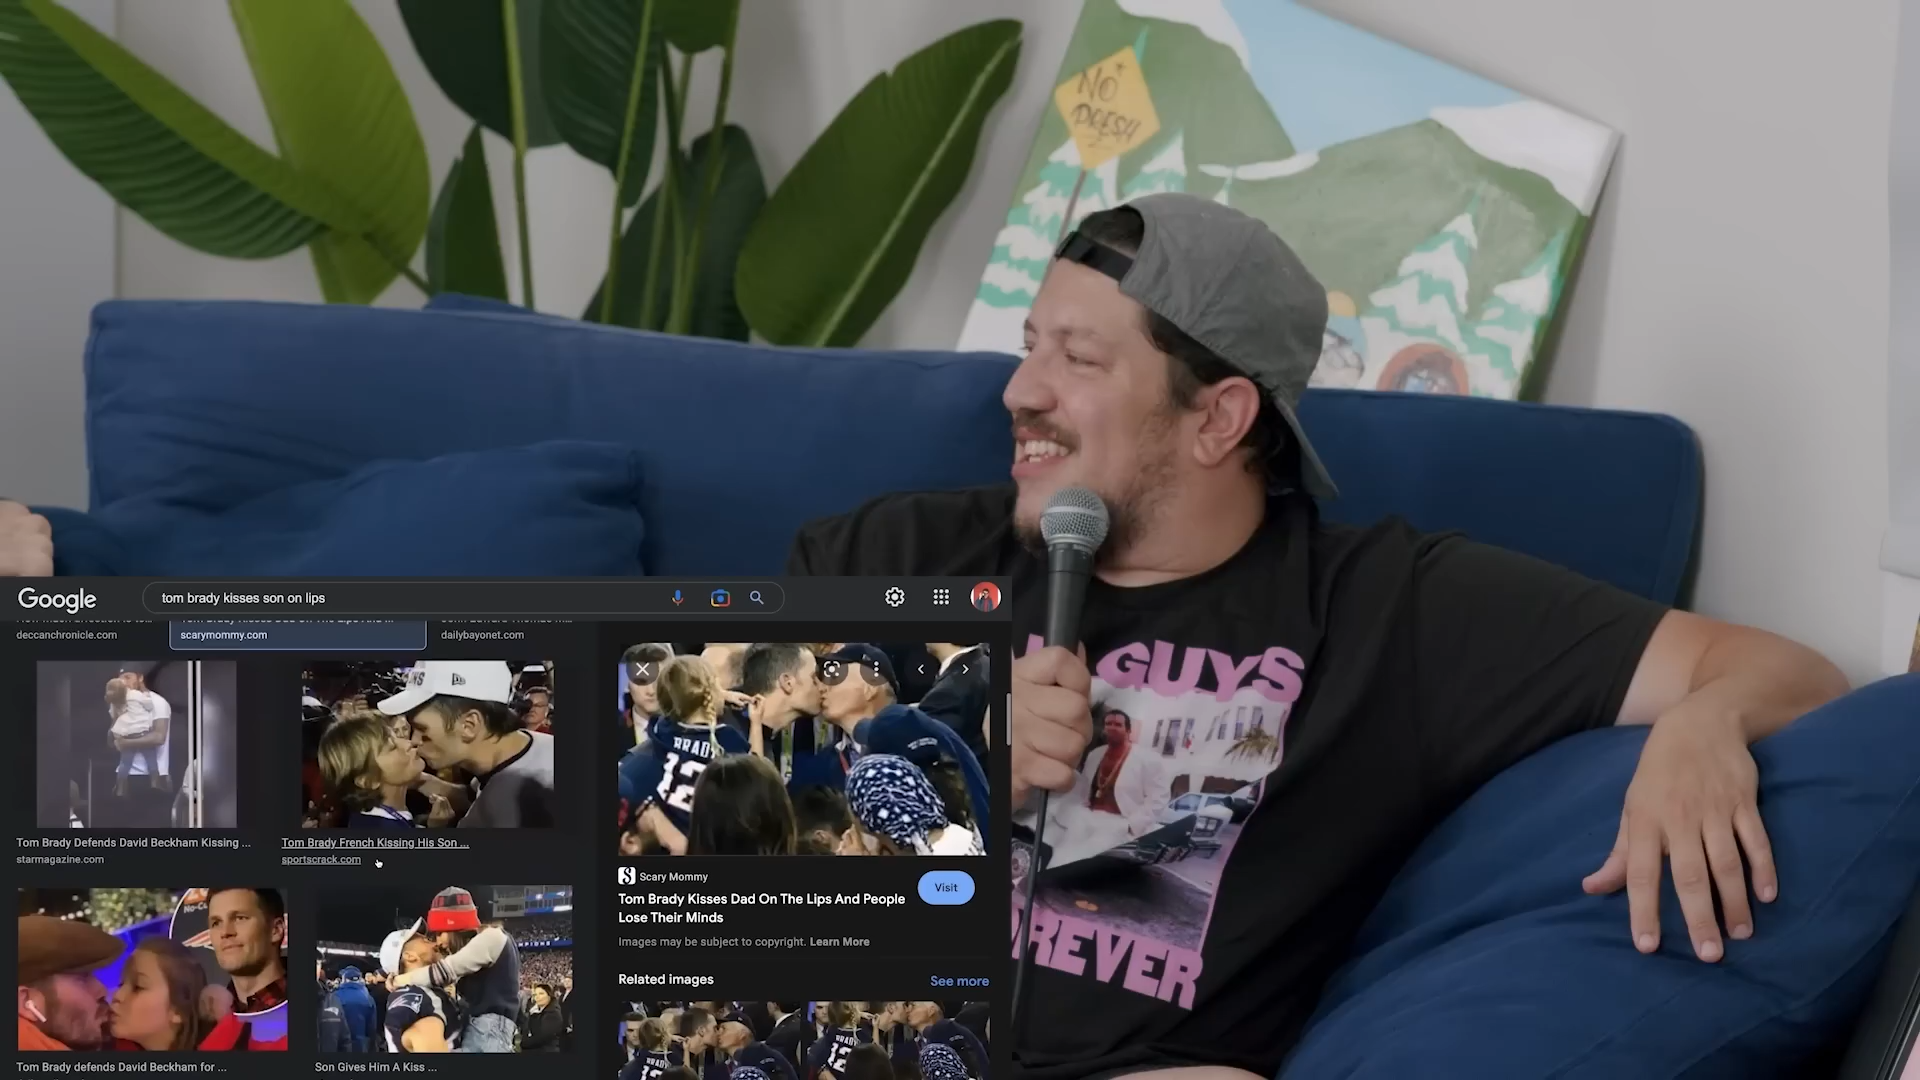 NO
PRESH
GUYS
REVER
Google
tom brady kisses son on lips
deccanchronicle.com
scarymommy.com
dailybayonet.com
BRADY
12
Tom Brady Defends David Beckham Kissing ...
starmagazine.com
Tom Brady French Kissing His Son ...
sportscrack.com
Scary Mommy
Visit
Tom Brady Kisses Dad On The Lips And People
Lose Their Minds
Images may be subject to copyright. Learn More
Related images
See more
Tom Brady defends David Beckham for ...
Son Gives Him A Kiss ...